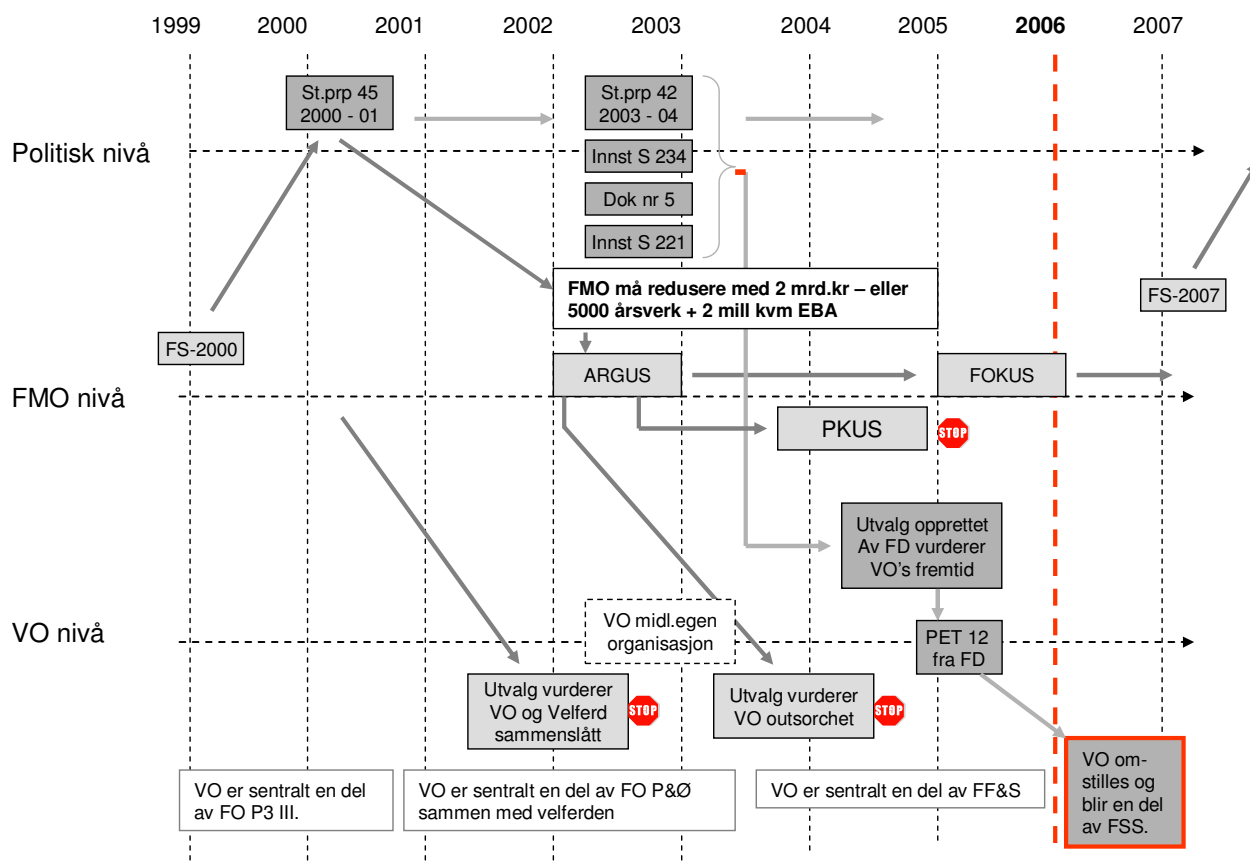 1999 2000 2001 2002 2003 2004 2005 2006 2007
St.prp 45
2000 - 01
St.prp 42
2003 - 04
Politisk nivå
Innst S 234
Dok nr 5
Innst S 221
FMO må redusere med 2 mrd.kr – eller
5000 årsverk + 2 mill kvm EBA
FS-2007
FS-2000
ARGUS
FOKUS
FMO nivå
PKUS
STOP
Utvalg opprettet
Av FD vurderer
VO's fremtid
VO midl.egen
organisasjon
VO nivå
PET 12
fra FD
Utvalg vurderer
VO og Velferd
sammenslått
STOP
Utvalg vurderer
VO outsorchet
STOP
VO om-
stilles og
blir en del
av FSS.
VO er sentralt en del
av FO P3 III.
VO er sentralt en del av FO P&Ø
sammen med velferden
VO er sentralt en del av FF&S